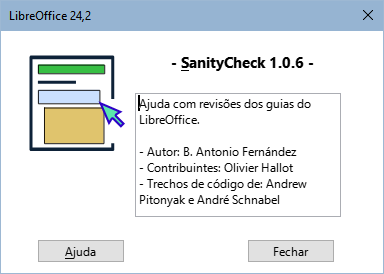 LibreOffice 24,2
- SanityCheck 1.0.6 -
Ajuda com revisões dos guias do
LibreOffice.
- Autor: B. Antonio Fernández
- Contribuintes: Olivier Hallot
- Trechos de código de: Andrew
Pitonyak e André Schnabel
Ajuda
Fechar